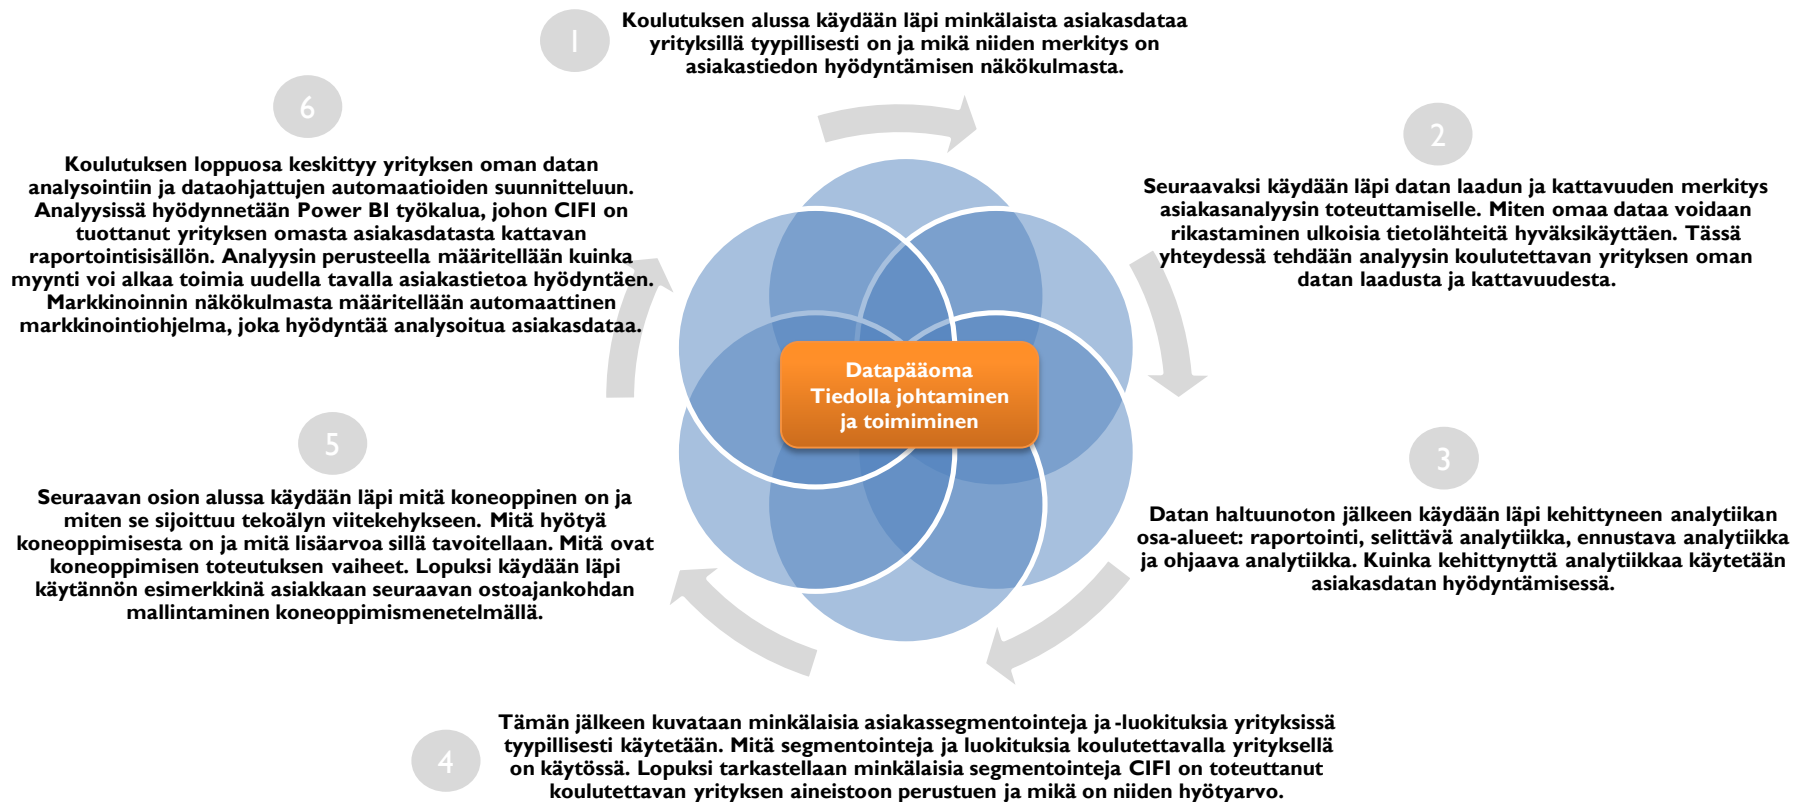 1
Koulutuksen alussa käydään läpi minkälaista asiakasdataa
yrityksillä tyypillisesti on ja mikä niiden merkitys on
asiakastiedon hyödyntämisen näkökulmasta.
2
Seuraavaksi käydään läpi datan laadun ja kattavuuden merkitys
asiakasanalyysin toteuttamiselle. Miten omaa dataa voidaan
rikastaminen ulkoisia tietolähteitä hyväksikäyttäen. Tässä
yhteydessä tehdään analyysin koulutettavan yrityksen oman
datan laadusta ja kattavuudesta.
3
Datan haltuunoton jälkeen käydään läpi kehittyneen analytiikan
osa-alueet: raportointi, selittävä analytiikka, ennustava analytiikka
ja ohjaava analytiikka. Kuinka kehittynyttä analytiikkaa käytetään
asiakasdatan hyödyntämisessä.
4
Tämän jälkeen kuvataan minkälaisia asiakassegmentointeja ja -luokituksia yrityksissä
tyypillisesti käytetään. Mitä segmentointeja ja luokituksia koulutettavalla yrityksellä
on käytössä. Lopuksi tarkastellaan minkälaisia segmentointeja CIFI on toteuttanut
koulutettavan yrityksen aineistoon perustuen ja mikä on niiden hyötyarvo.
5
Seuraavan osion alussa käydään läpi mitä koneoppinen on ja
miten se sijoittuu tekoälyn viitekehykseen. Mitä hyötyä
koneoppimisesta on ja mitä lisäarvoa sillä tavoitellaan. Mitä ovat
koneoppimisen toteutuksen vaiheet. Lopuksi käydään läpi
käytännön esimerkkinä asiakkaan seuraavan ostoajankohdan
mallintaminen koneoppimismenetelmällä.
6
Koulutuksen loppuosa keskittyy yrityksen oman datan
analysointiin ja dataohjattujen automaatioiden suunnitteluun.
Analyysissä hyödynnetään Power BI työkalua, johon CIFI on
tuottanut yrityksen omasta asiakasdatasta kattavan
raportointisisällön. Analyysin perusteella määritellään kuinka
myynti voi alkaa toimia uudella tavalla asiakastietoa hyödyntäen.
Markkinoinnin näkökulmasta määritellään automaattinen
markkinointiohjelma, joka hyödyntää analysoitua asiakasdataa.
Datapääoma
Tiedolla johtaminen
ja toimiminen